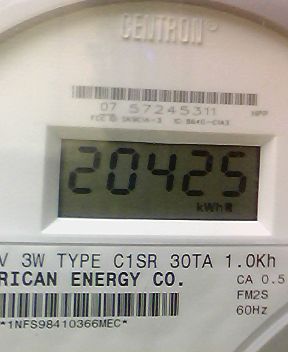 CENTRON®
07 57245311
20425
kWh
V 3W TYPE C1SR 30TA 1.0Kh
RICAN ENERGY CO. CA 0.5
FM2S
60Hz
*1NFS98410366MEC*